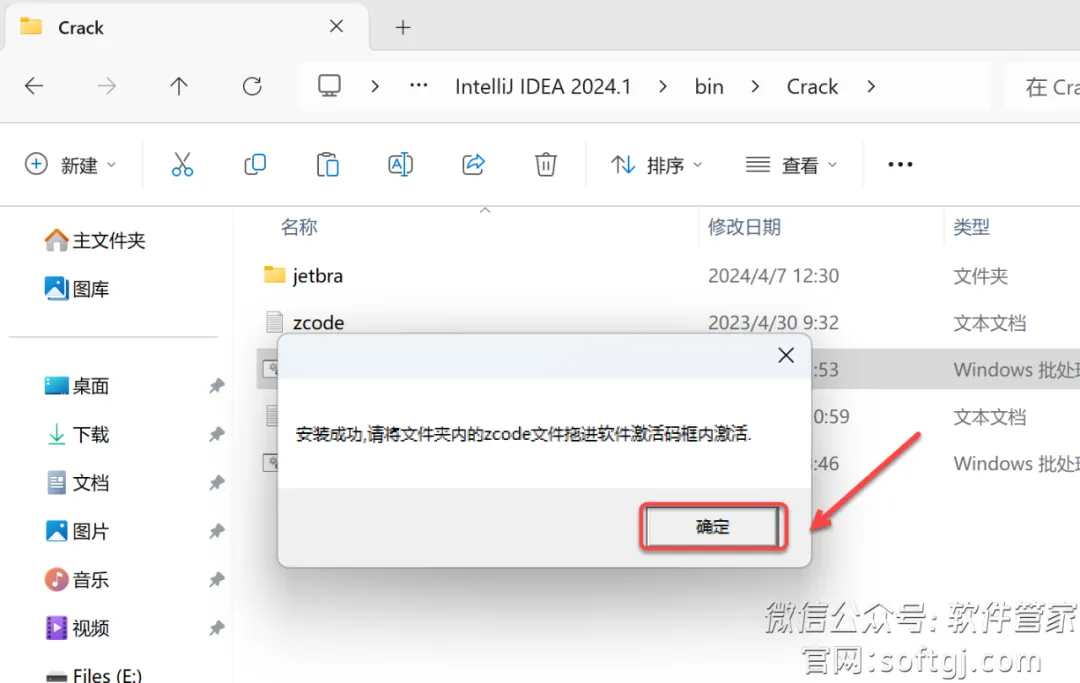 Crack
IntelliJ IDEA 2024.1
bin
Crack
在 Cra
新建
排序
查看
名称
修改日期
类型
主文件夹
图库
桌面
下载
文档
图片
音乐
视频
Files (E:)
jetbra
2024/4/7 12:30
文件夹
zcode
2023/4/30 9:32
文本文档
:53
Windows 批处理
0:59
文本文档
:46
Windows 批处理
安装成功,请将文件夹内的zcode文件拖进软件激活码框内激活.
确定
微信公众号:软件管家
官网:softgj.com